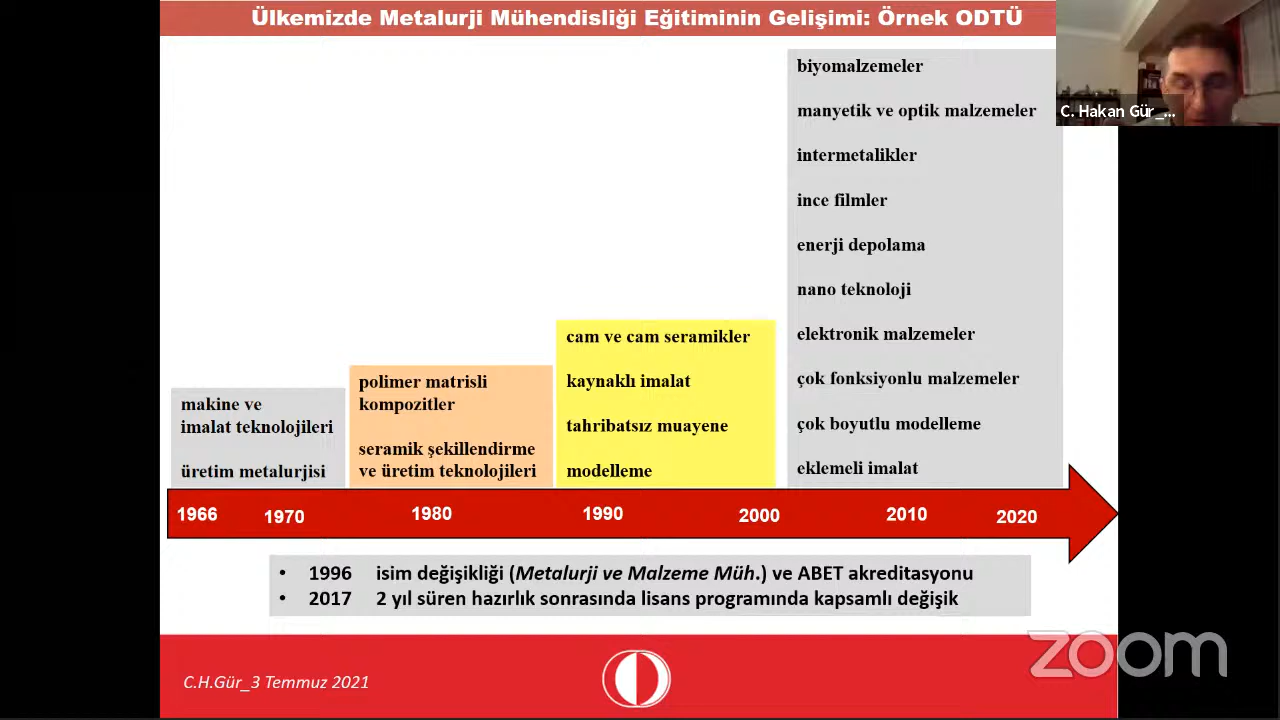 Ülkemizde Metalurji Mühendisliği Eğitiminin Gelişimi: Örnek ODTÜ
C. Hakan Gür_...
biyomalzemeler
manyetik ve optik malzemeler
intermetalikler
ince filmler
enerji depolama
nano teknoloji
elektronik malzemeler
çok fonksiyonlu malzemeler
çok boyutlu modelleme
eklemeli imalat
cam ve cam seramikler
kaynaklı imalat
tahribatsız muayene
modelleme
polimer matrisli
kompozitler
seramik şekillendirme
ve üretim teknolojileri
makine ve
imalat teknolojileri
üretim metalurjisi
1966 1970 1980 1990 2000 2010 2020
• 1996 isim değişikliği (Metalurji ve Malzeme Müh.) ve ABET akreditasyonu
• 2017 2 yıl süren hazırlık sonrasında lisans programında kapsamlı değişik
C.H.Gür_3 Temmuz 2021
zoom